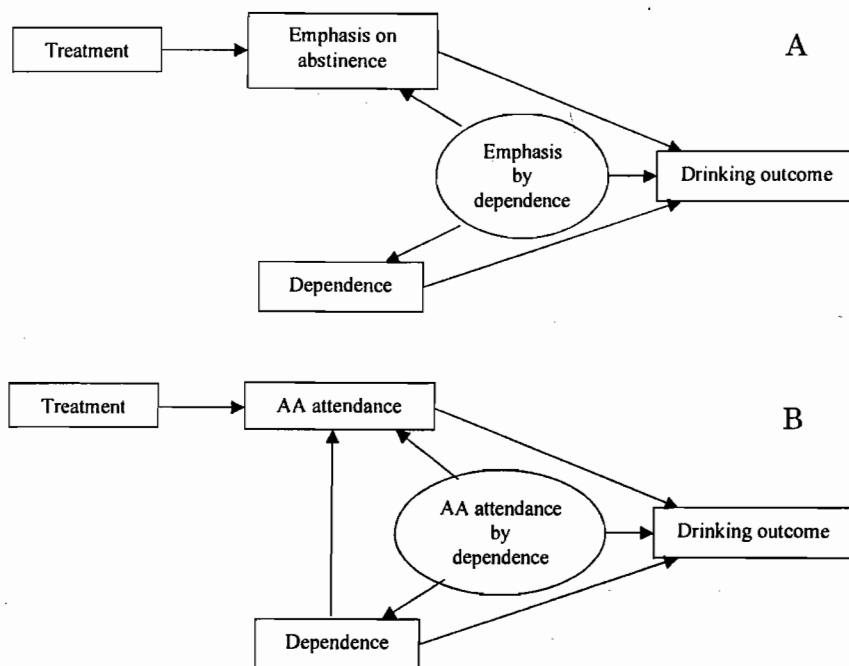 Treatment
Emphasis on
abstinence
A
Emphasis
by
dependence
Drinking outcome
Dependence
Treatment
AA attendance
B
AA attendance
by
dependence
Drinking outcome
Dependence